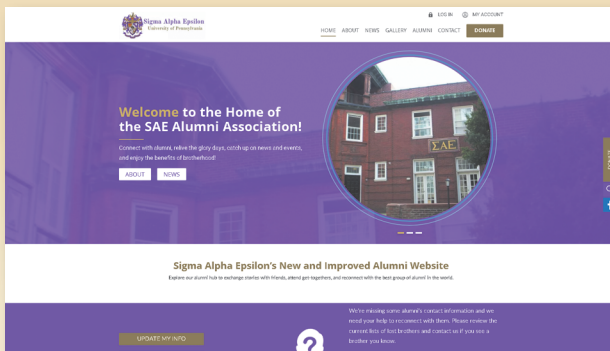 LOG IN MY ACCOUNT
Sigma Alpha Epsilon
University of Pennsylvania
HOME ABOUT NEWS GALLERY ALUMNI CONTACT DONATE
Welcome to the Home of
the SAE Alumni Association!
Connect with alumni, relive the glory days, catch up on news and events,
and enjoy the benefits of brotherhood!
ABOUT NEWS
ΣΑΕ
Sigma Alpha Epsilon's New and Improved Alumni Website
Explore our alumni hub to exchange stories with friends, attend get-togethers, and reconnect with the best group of alumni in the world.
We're missing some alumni's contact information and we
need your help to reconnect with them. Please review the
current lists of lost brothers and contact us if you see a
brother you know.
UPDATE MY INFO
?